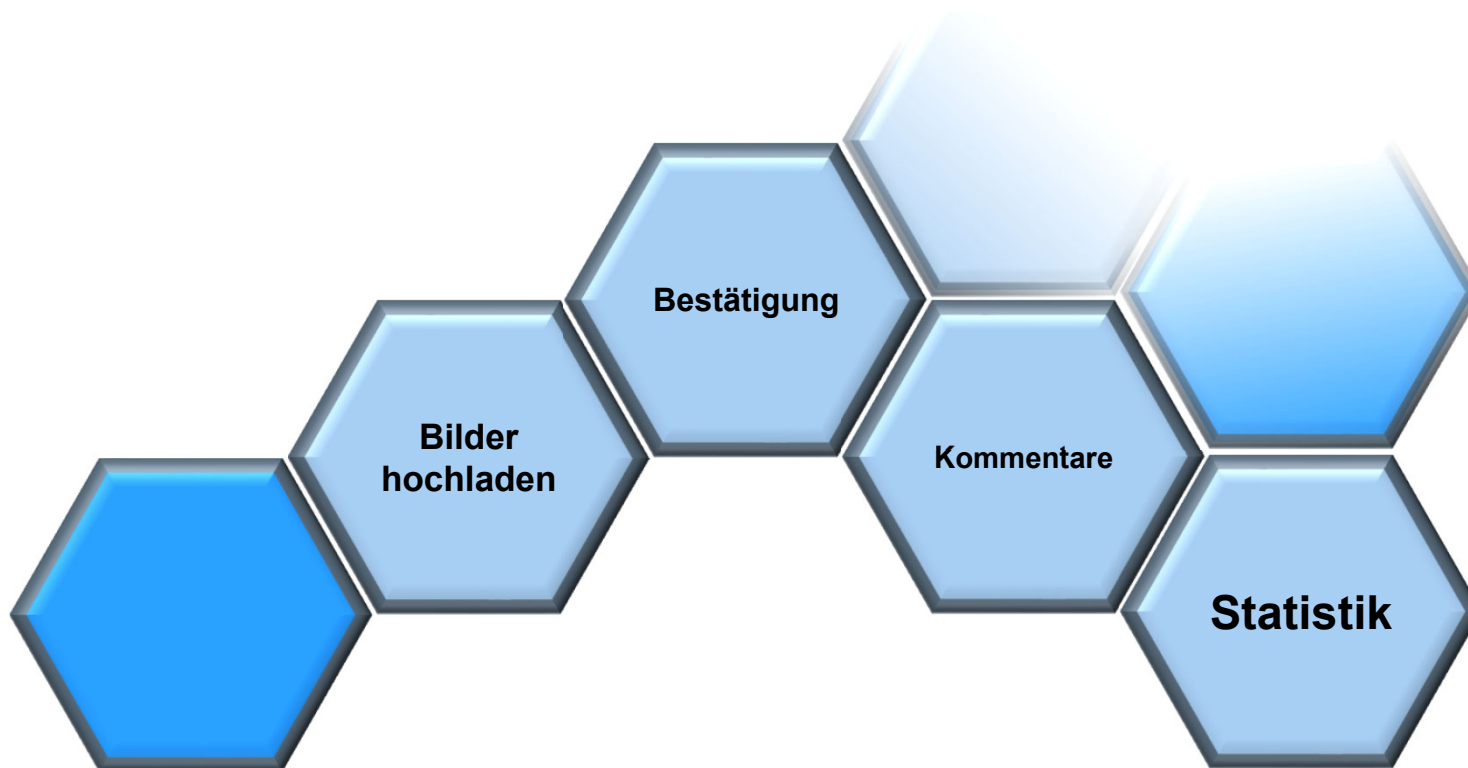 Bestätigung
Bilder
hochladen
Kommentare
Statistik